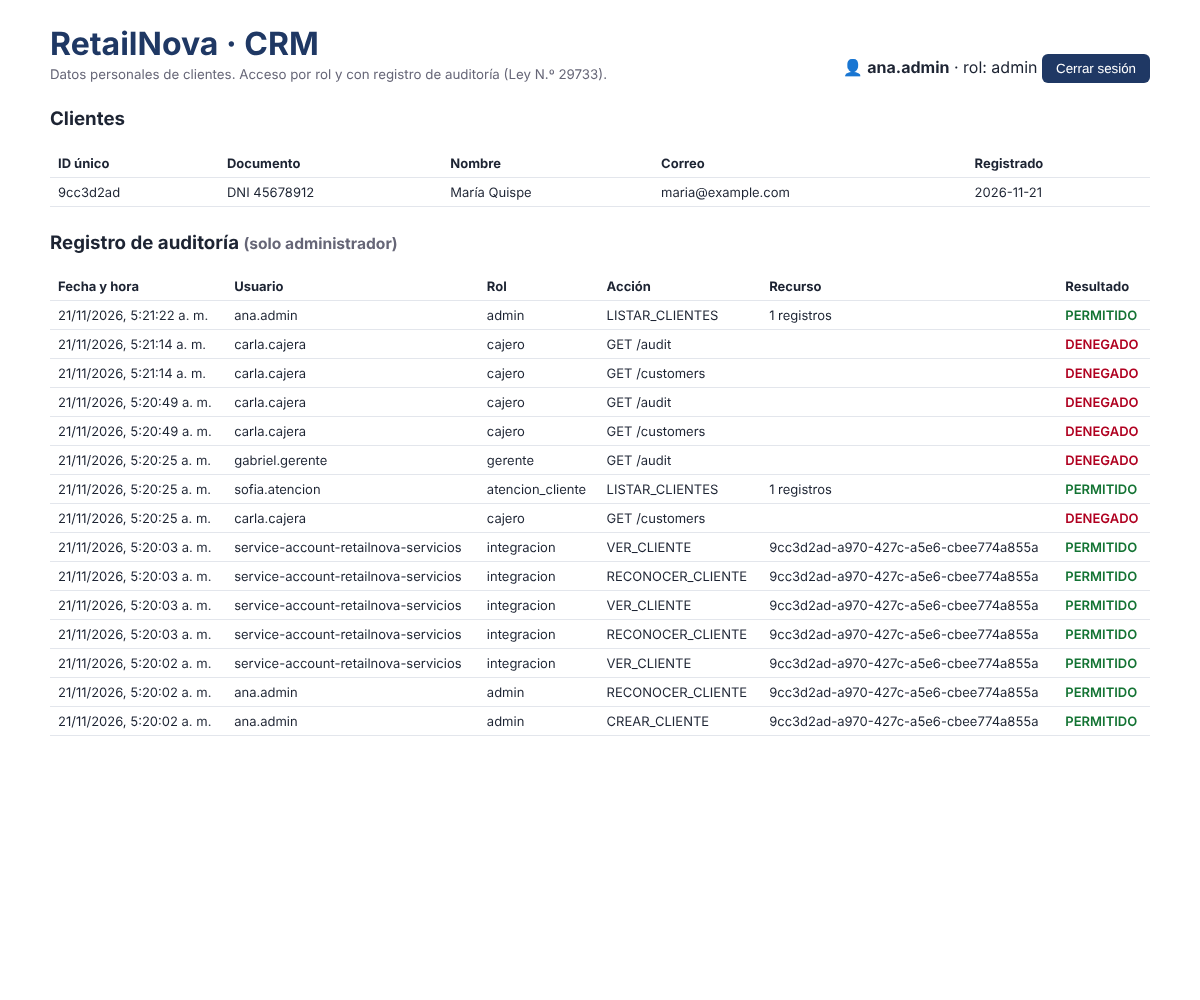 RetailNova · CRM
Datos personales de clientes. Acceso por rol y con registro de auditoría (Ley N.º 29733).
👤 ana.admin · rol: admin Cerrar sesión
Clientes
ID único Documento Nombre Correo Registrado
9cc3d2ad DNI 45678912 María Quispe maria@example.com 2026-11-21
Registro de auditoría (solo administrador)
Fecha y hora Usuario Rol Acción Recurso Resultado
21/11/2026, 5:21:22 a. m. ana.admin admin LISTAR_CLIENTES 1 registros PERMITIDO
21/11/2026, 5:21:14 a. m. carla.cajera cajero GET /audit DENEGADO
21/11/2026, 5:21:14 a. m. carla.cajera cajero GET /customers DENEGADO
21/11/2026, 5:20:49 a. m. carla.cajera cajero GET /audit DENEGADO
21/11/2026, 5:20:49 a. m. carla.cajera cajero GET /customers DENEGADO
21/11/2026, 5:20:25 a. m. gabriel.gerente gerente GET /audit DENEGADO
21/11/2026, 5:20:25 a. m. sofia.atencion atencion_cliente LISTAR_CLIENTES 1 registros PERMITIDO
21/11/2026, 5:20:25 a. m. carla.cajera cajero GET /customers DENEGADO
21/11/2026, 5:20:03 a. m. service-account-retailnova-servicios integracion VER_CLIENTE 9cc3d2ad-a970-427c-a5e6-cbee774a855a PERMITIDO
21/11/2026, 5:20:03 a. m. service-account-retailnova-servicios integracion RECONOCER_CLIENTE 9cc3d2ad-a970-427c-a5e6-cbee774a855a PERMITIDO
21/11/2026, 5:20:03 a. m. service-account-retailnova-servicios integracion VER_CLIENTE 9cc3d2ad-a970-427c-a5e6-cbee774a855a PERMITIDO
21/11/2026, 5:20:03 a. m. service-account-retailnova-servicios integracion RECONOCER_CLIENTE 9cc3d2ad-a970-427c-a5e6-cbee774a855a PERMITIDO
21/11/2026, 5:20:02 a. m. service-account-retailnova-servicios integracion VER_CLIENTE 9cc3d2ad-a970-427c-a5e6-cbee774a855a PERMITIDO
21/11/2026, 5:20:02 a. m. ana.admin admin RECONOCER_CLIENTE 9cc3d2ad-a970-427c-a5e6-cbee774a855a PERMITIDO
21/11/2026, 5:20:02 a. m. ana.admin admin CREAR_CLIENTE 9cc3d2ad-a970-427c-a5e6-cbee774a855a PERMITIDO